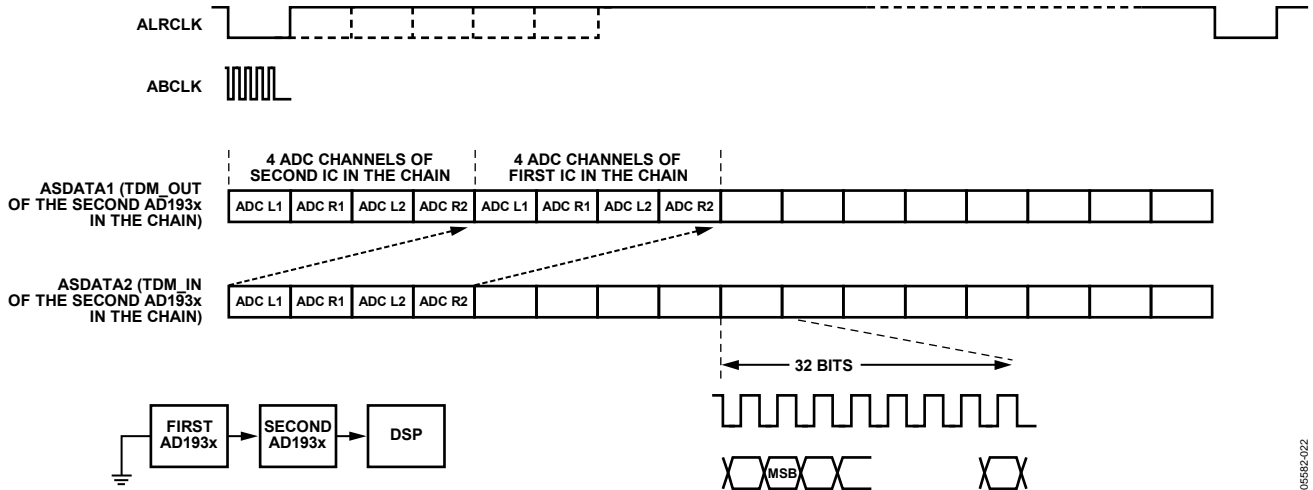 ALRCLK
ABCLK
4 ADC CHANNELS OF
SECOND IC IN THE CHAIN
4 ADC CHANNELS OF
FIRST IC IN THE CHAIN
ASDATA1 (TDM_OUT
OF THE SECOND AD193x
IN THE CHAIN)
ADC L1 ADC R1 ADC L2 ADC R2 ADC L1 ADC R1 ADC L2 ADC R2
ASDATA2 (TDM_IN
OF THE SECOND AD193x
IN THE CHAIN)
ADC L1 ADC R1 ADC L2 ADC R2
32 BITS
FIRST
AD193x
SECOND
AD193x
DSP
MSB
05582-022